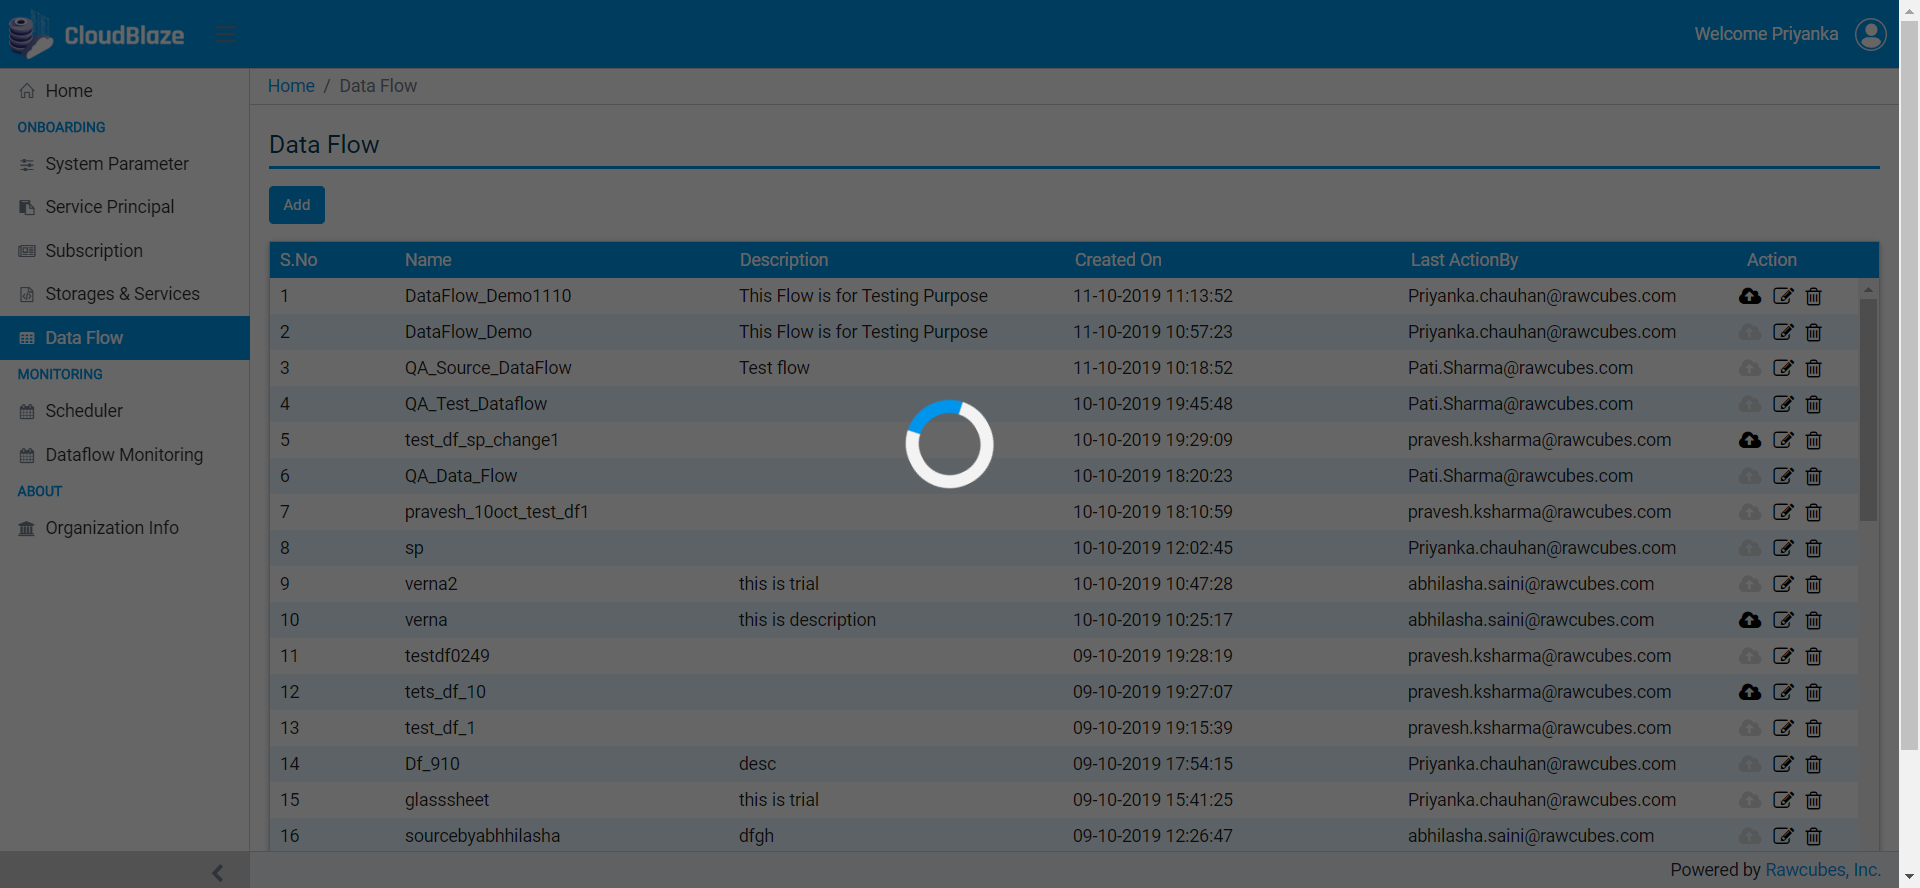 CloudBlaze
Welcome Priyanka
Home
ONBOARDING
System Parameter
Service Principal
Subscription
Storages & Services
Data Flow
MONITORING
Scheduler
Dataflow Monitoring
ABOUT
Organization Info
Home / Data Flow
Data Flow
Add
S.No Name Description Created On Last ActionBy Action
1 DataFlow_Demo1110 This Flow is for Testing Purpose 11-10-2019 11:13:52 Priyanka.chauhan@rawcubes.com
2 DataFlow_Demo This Flow is for Testing Purpose 11-10-2019 10:57:23 Priyanka.chauhan@rawcubes.com
3 QA_Source_DataFlow Test flow 11-10-2019 10:18:52 Pati.Sharma@rawcubes.com
4 QA_Test_Dataflow 10-10-2019 19:45:48 Pati.Sharma@rawcubes.com
5 test_df_sp_change1 10-10-2019 19:29:09 pravesh.ksharma@rawcubes.com
6 QA_Data_Flow 10-10-2019 18:20:23 Pati.Sharma@rawcubes.com
7 pravesh_10oct_test_df1 10-10-2019 18:10:59 pravesh.ksharma@rawcubes.com
8 sp 10-10-2019 12:02:45 Priyanka.chauhan@rawcubes.com
9 verna2 this is trial 10-10-2019 10:47:28 abhilasha.saini@rawcubes.com
10 verna this is description 10-10-2019 10:25:17 abhilasha.saini@rawcubes.com
11 testdf0249 09-10-2019 19:28:19 pravesh.ksharma@rawcubes.com
12 tets_df_10 09-10-2019 19:27:07 pravesh.ksharma@rawcubes.com
13 test_df_1 09-10-2019 19:15:39 pravesh.ksharma@rawcubes.com
14 Df_910 desc 09-10-2019 17:54:15 Priyanka.chauhan@rawcubes.com
15 glasssheet this is trial 09-10-2019 15:41:25 Priyanka.chauhan@rawcubes.com
16 sourcebyabhhilasha dfgh 09-10-2019 12:26:47 abhilasha.saini@rawcubes.com
Powered by Rawcubes, Inc.